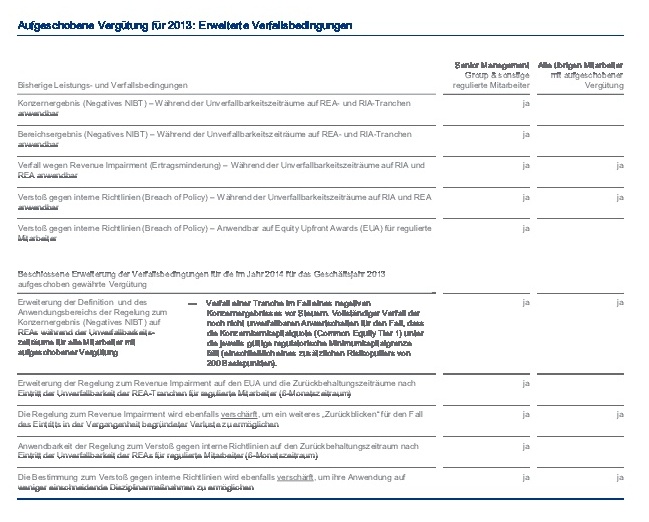 Aufgeschobene Vergütung für 2013: Erweiterte Verfallsbedingungen
Bisherige Leistungs- und Verfallsbedingungen
Senior Management
Group & sonstige
regulierte Mitarbeiter
Alle übrigen Mitarbeiter
mit aufgeschobener
Vergütung
Konzernergebnis (Negatives NIBT) – Während der Unverfallbarkeitszeiträume auf REA- und RIA-Tranchen
anwendbar
ja
Bereichsergebnis (Negatives NIBT) – Während der Unverfallbarkeitszeiträume auf REA- und RIA-Tranchen
anwendbar
ja
Verfall wegen Revenue Impairment (Ertragsminderung) – Während der Unverfallbarkeitszeiträume auf RIA und
REA anwendbar
ja ja
Verstoß gegen interne Richtlinien (Breach of Policy) – Während der Unverfallbarkeitszeiträume auf RIA und REA
anwendbar
ja ja
Verstoß gegen interne Richtlinien (Breach of Policy) – Anwendbar auf Equity Upfront Awards (EUA) für regulierte
Mitarbeiter
ja
Beschlossene Erweiterung der Verfallsbedingungen für die im Jahr 2014 für das Geschäftsjahr 2013
aufgeschoben gewährte Vergütung
Erweiterung der Definition und des
Anwendungsbereichs der Regelung zum
Konzernergebnis (Negatives NIBT) auf
REAs während der Unverfallbarkeits-
zeiträume für alle Mitarbeiter mit
aufgeschobener Vergütung
— Verfall einer Tranche im Fall eines negativen
Konzernergebnisses vor Steuern. Vollständiger Verfall der
noch nicht unverfallbaren Anwartschaften für den Fall, dass
die Konzernkernkapitalquote (Common Equity Tier 1) unter
die jeweils gültige regulatorische Minimumkapitalgrenze
fällt (einschließlich eines zusätzlichen Risikopuffers von
200 Basispunkten).
ja ja
Erweiterung der Regelung zum Revenue Impairment auf den EUA und die Zurückbehaltungszeiträume nach
Eintritt der Unverfallbarkeit der REA-Tranchen für regulierte Mitarbeiter (6-Monatszeitraum)
ja
Die Regelung zum Revenue Impairment wird ebenfalls verschärft, um ein weiteres „Zurückblicken“ für den Fall
des Eintritts in der Vergangenheit begründeter Verluste zu ermöglichen
ja ja
Anwendbarkeit der Regelung zum Verstoß gegen interne Richtlinien auf den Zurückbehaltungszeitraum nach
Eintritt der Unverfallbarkeit der REAs für regulierte Mitarbeiter (6-Monatszeitraum)
ja
Die Bestimmung zum Verstoß gegen interne Richtlinien wird ebenfalls verschärft, um ihre Anwendung auf
weniger einschneidende Disziplinarmaßnahmen zu ermöglichen
ja ja